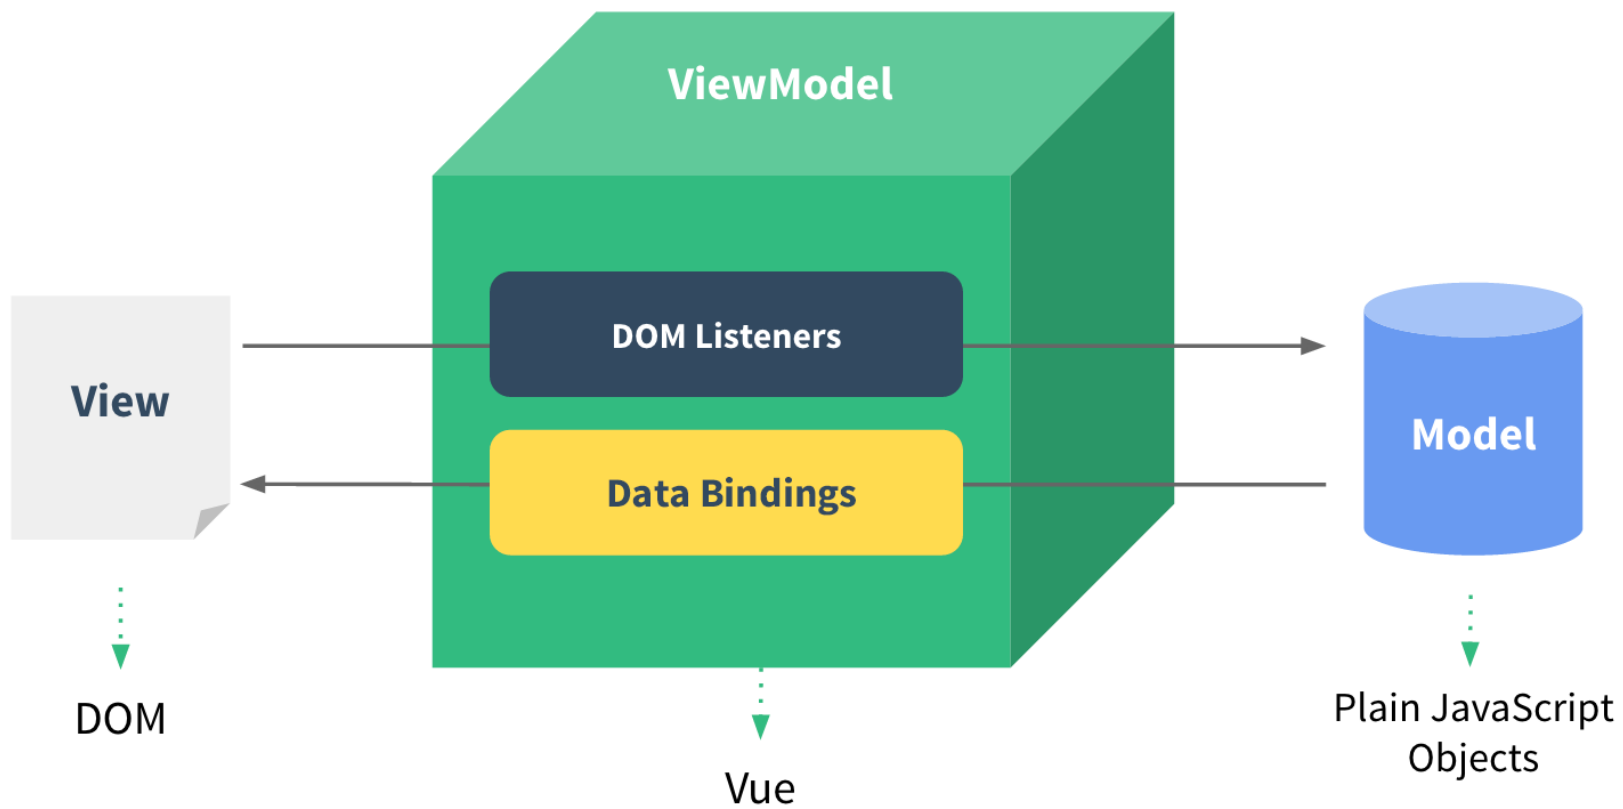 ViewModel
DOM Listeners
View
Data Bindings
Model
DOM
Vue
Plain JavaScript
Objects